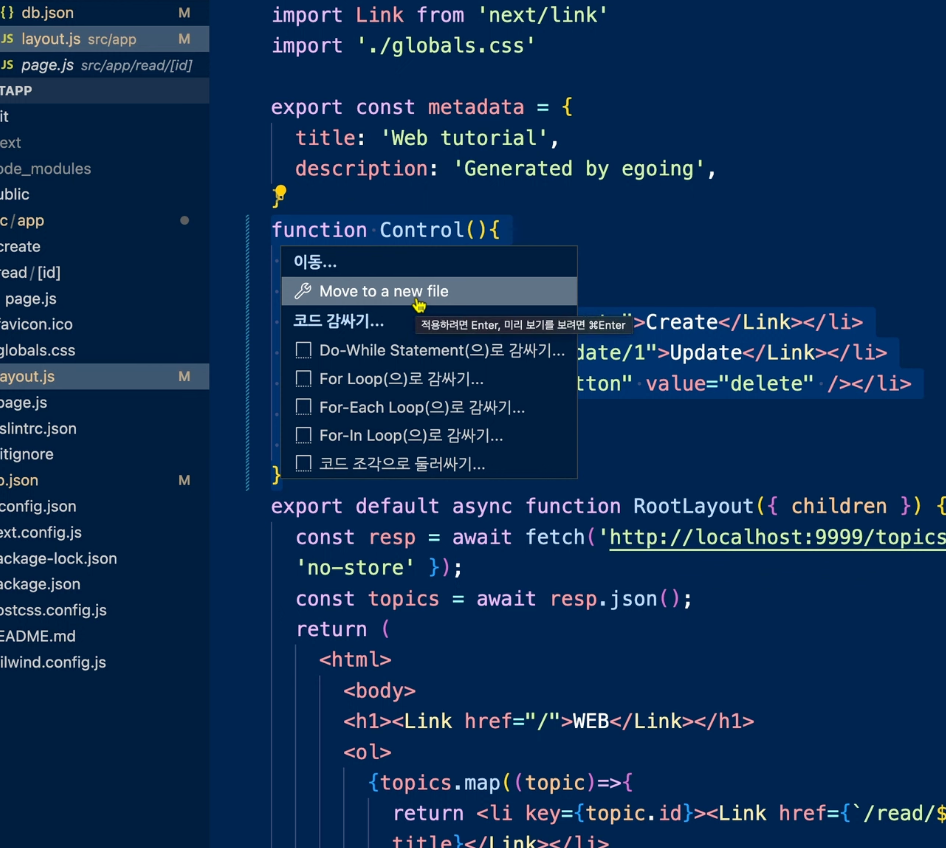 {} db.json M
JS layout.js src/app M
JS page.js src/app/read/[id]
TAPP
it
ext
ode_modules
ublic
c/app
create
read/[id]
page.js
favicon.ico
globals.css
ayout.js M
page.js
slintrc.json
itignore
b.json M
config.json
ext.config.js
ackage-lock.json
ackage.json
ostcss.config.js
EADME.md
ilwind.config.js
import Link from 'next/link'
import './globals.css'
export const metadata = {
title: 'Web tutorial',
description: 'Generated by egoing',
}
function Control(){
이동...
Move to a new file
코드 감싸기...
적용하려면 Enter, 미리 보기를 보려면 ⌘Enter
">Create</Link></li>
Do-While Statement(으)로 감싸기...
date/1">Update</Link></li>
For Loop(으)로 감싸기...
tton" value="delete" /></li>
For-Each Loop(으)로 감싸기...
For-In Loop(으)로 감싸기...
코드 조각으로 둘러싸기...
}
export default async function RootLayout({ children }) {
const resp = await fetch('http://localhost:9999/topics
'no-store' });
const topics = await resp.json();
return (
<html>
<body>
<h1><Link href="/">WEB</Link></h1>
<ol>
{topics.map((topic)=>{
return <li key={topic.id}><Link href={`/read/$
title}</Link></li>